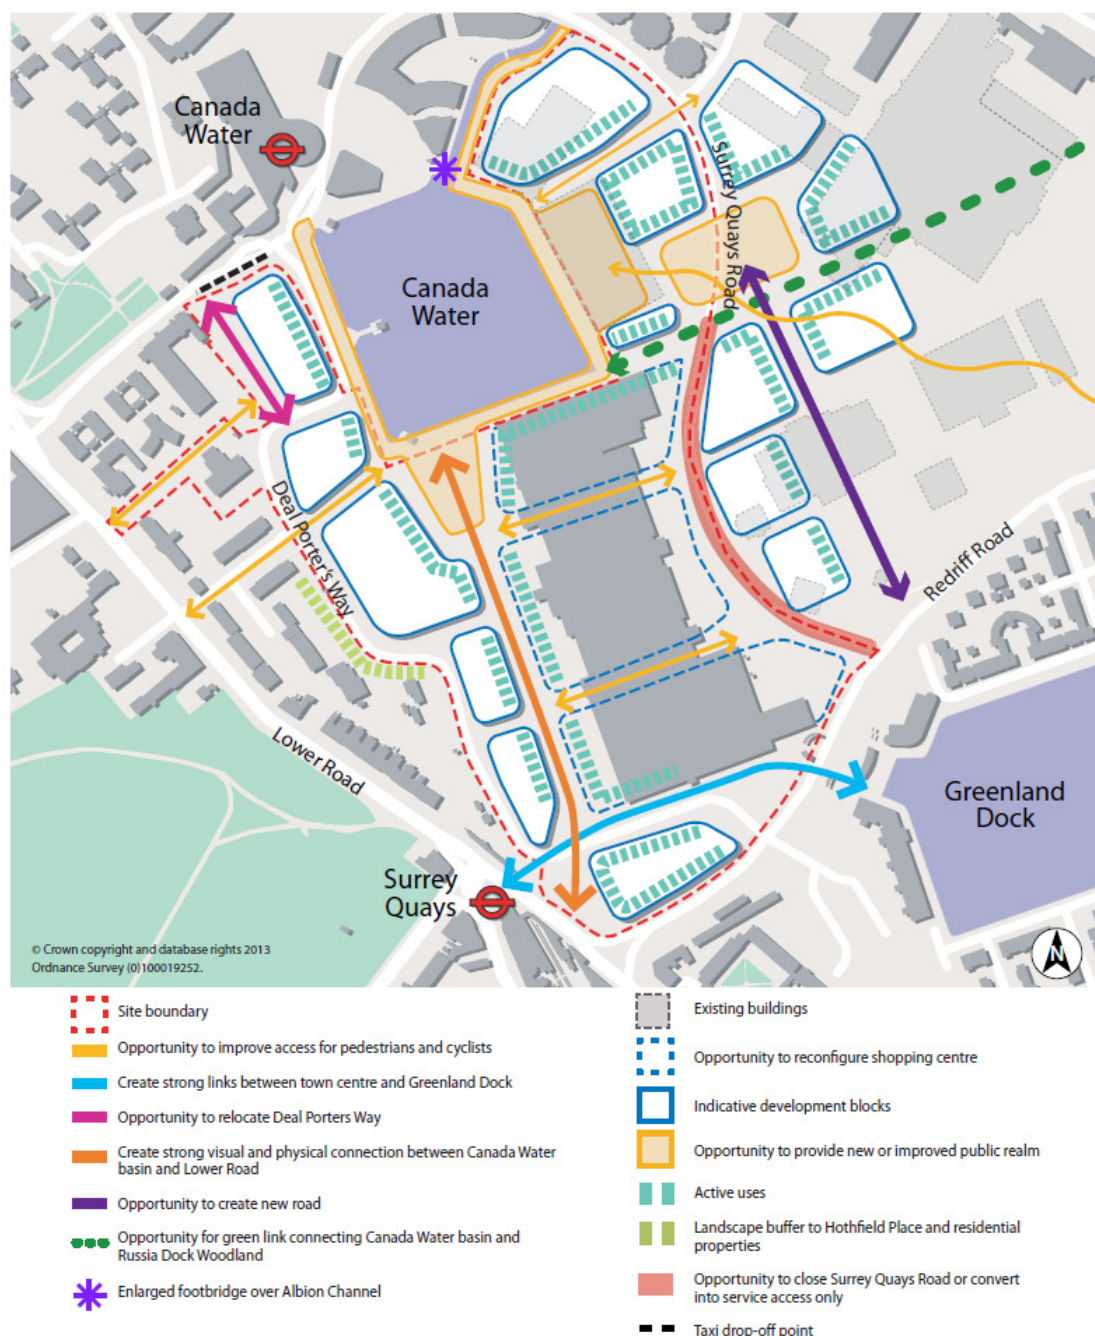 Canada
Water
Surrey Quays Road
Canada
Water
Deal Porter's Way
Redriff Road
Lower Road
Greenland
Dock
Surrey
Quays
© Crown copyright and database rights 2013
Ordnance Survey (0)100019252.
N
Site boundary
Opportunity to improve access for pedestrians and cyclists
Create strong links between town centre and Greenland Dock
Opportunity to relocate Deal Porters Way
Create strong visual and physical connection between Canada Water
basin and Lower Road
Opportunity to create new road
Opportunity for green link connecting Canada Water basin and
Russia Dock Woodland
Enlarged footbridge over Albion Channel
Existing buildings
Opportunity to reconfigure shopping centre
Indicative development blocks
Opportunity to provide new or improved public realm
Active uses
Landscape buffer to Hothfield Place and residential
properties
Opportunity to close Surrey Quays Road or convert
into service access only
Taxi drop-off point